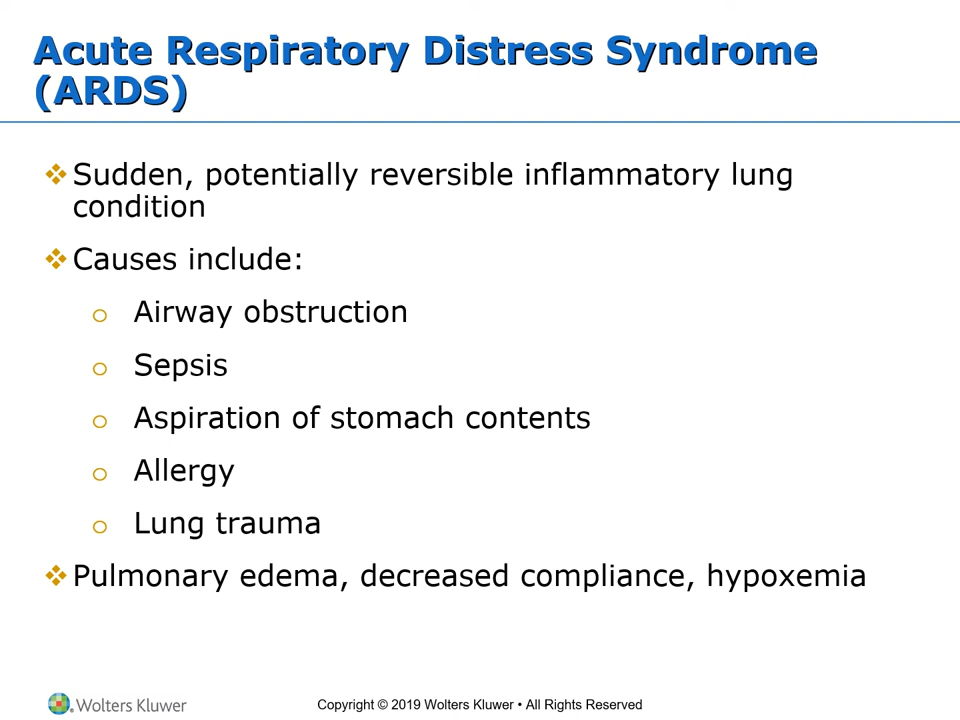 Acute Respiratory Distress Syndrome
(ARDS)
❖ Sudden, potentially reversible inflammatory lung
condition
❖ Causes include:
o Airway obstruction
o Sepsis
o Aspiration of stomach contents
o Allergy
o Lung trauma
❖ Pulmonary edema, decreased compliance, hypoxemia
Wolters Kluwer
Copyright © 2019 Wolters Kluwer • All Rights Reserved